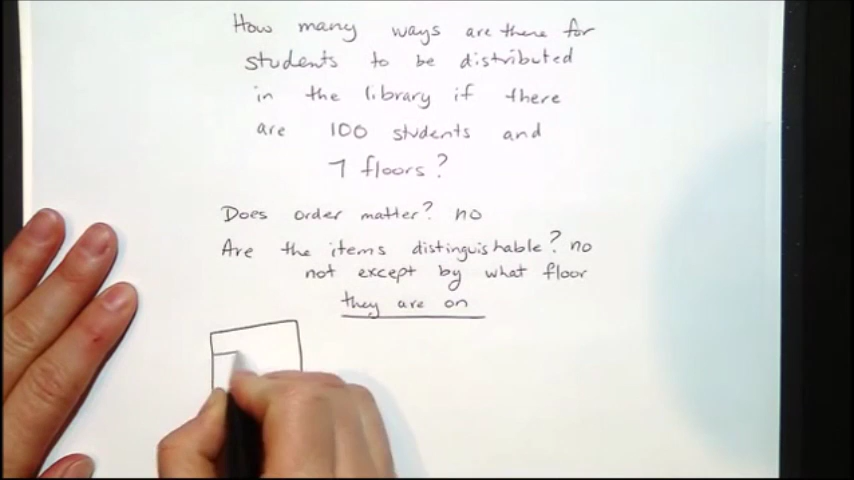 How many ways are there for
students to be distributed
in the library if there
are 100 students and
7 floors?
Does order matter? no
Are the items distinguishable? no
not except by what floor
they are on